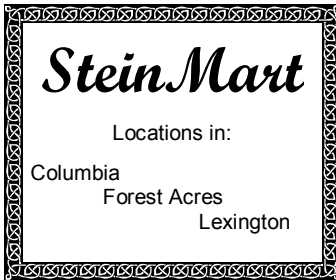 SteinMart
Locations in:
Columbia
Forest Acres
Lexington